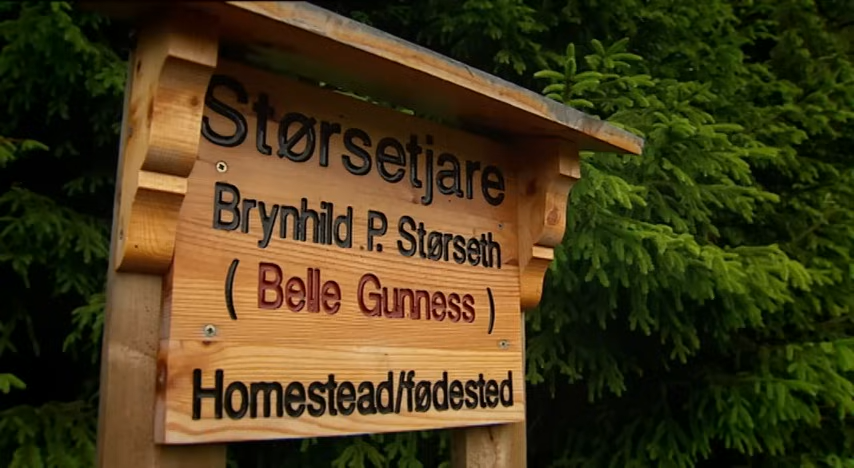 Størsetjare
Brynhild P. Størseth
( Belle Gunness )
Homestead/fødested